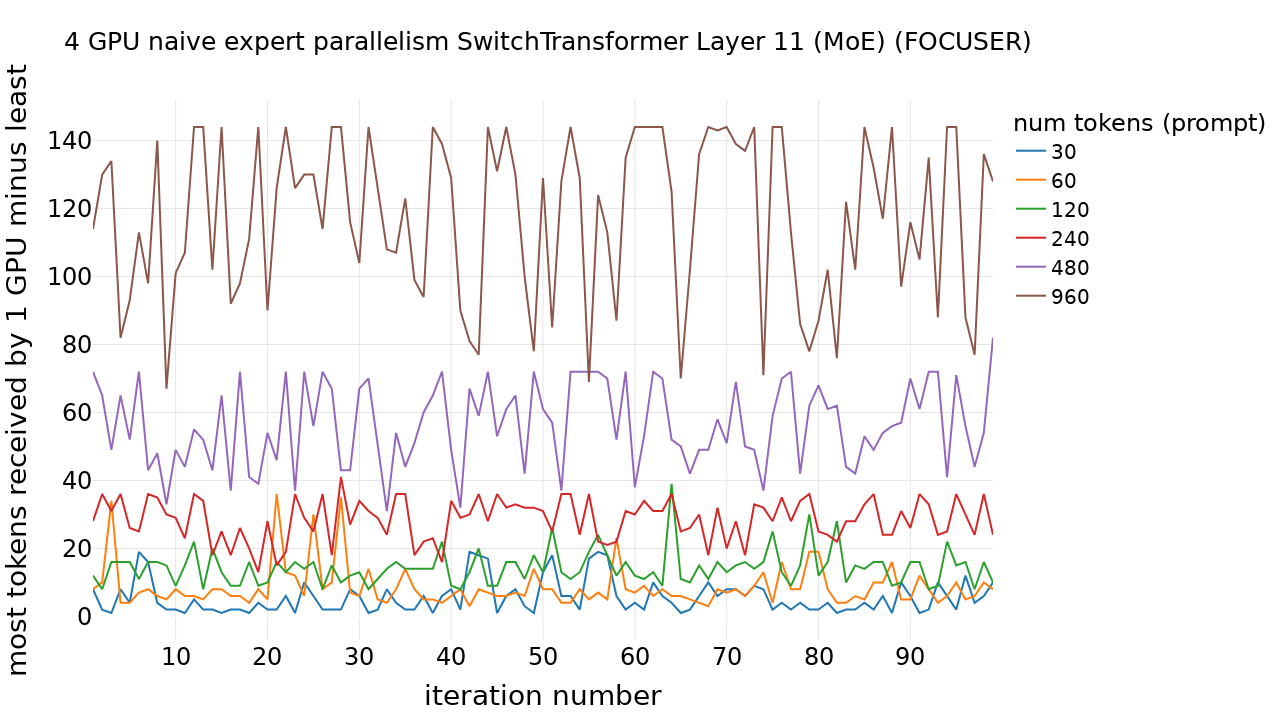 4 GPU naive expert parallelism SwitchTransformer Layer 11 (MoE) (FOCUSER)
most tokens received by 1 GPU minus least
140
120
100
80
60
40
20
0
10 20 30 40 50 60 70 80 90
iteration number
num tokens (prompt)
30
60
120
240
480
960